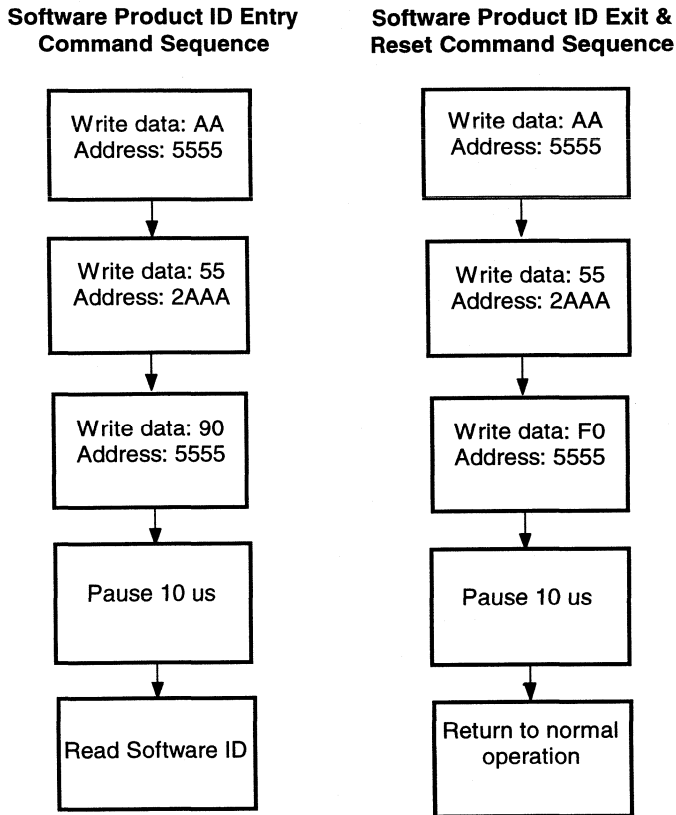 Software Product ID Entry
Command Sequence
Write data: AA
Address: 5555
Write data: 55
Address: 2AAA
Write data: 90
Address: 5555
Pause 10 us
Read Software ID
Software Product ID Exit &
Reset Command Sequence
Write data: AA
Address: 5555
Write data: 55
Address: 2AAA
Write data: F0
Address: 5555
Pause 10 us
Return to normal
operation